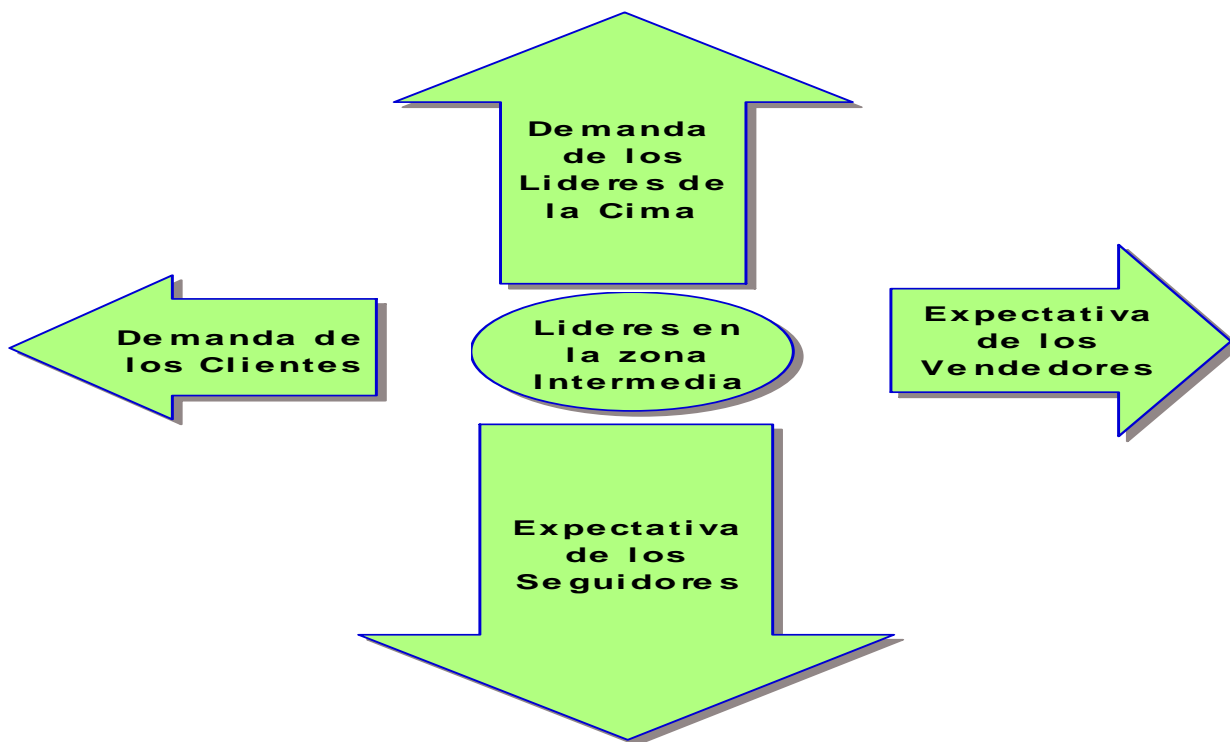 Demanda
de los
Lideres de
la Cima
Demanda de
los Clientes
Lideres en
la zona
Intermedia
Expectativa
de los
Vendedores
Expectativa
de los
Seguidores